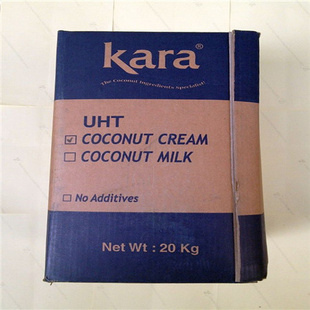 kara®
The Coconut Ingredients Specialist!
UHT
☑ COCONUT CREAM
☐ COCONUT MILK
☐ No Additives
Net Wt : 20 Kg